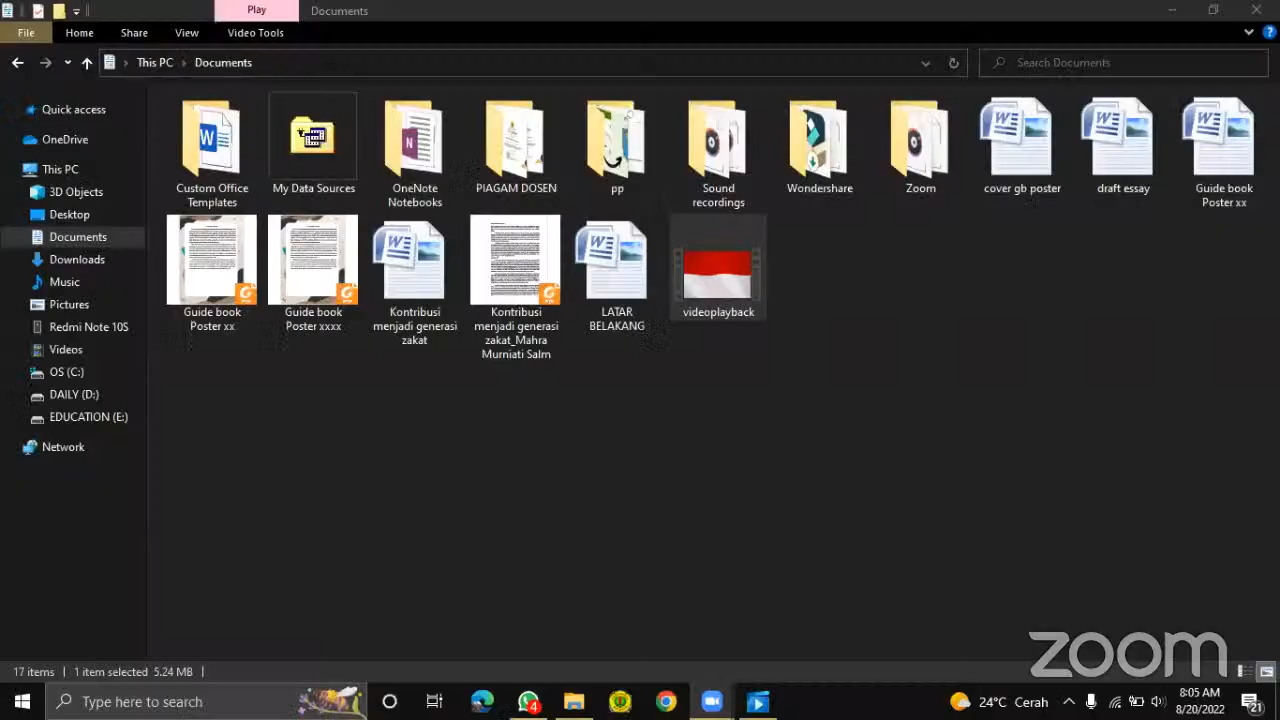 Play
Documents
File
Home
Share
View
Video Tools
This PC
Documents
Search Documents
Quick access
OneDrive
This PC
3D Objects
Desktop
Documents
Downloads
Music
Pictures
Redmi Note 10S
Videos
OS (C:)
DAILY (D:)
EDUCATION (E:)
Network
Custom Office
Templates
My Data Sources
OneNote
Notebooks
PIAGAM DOSEN
pp
Sound
recordings
Wondershare
Zoom
cover gb poster
draft essay
Guide book
Poster xx
Guide book
Poster xx
Guide book
Poster xxxx
Kontribusi
menjadi generasi
zakat
Kontribusi
menjadi generasi
zakat_Mahra
Murniati Salm
LATAR
BELAKANG
videoplayback
zoom
17 items
1 item selected 5.24 MB
Type here to search
4
24°C Cerah
8:05 AM
8/20/2022
21